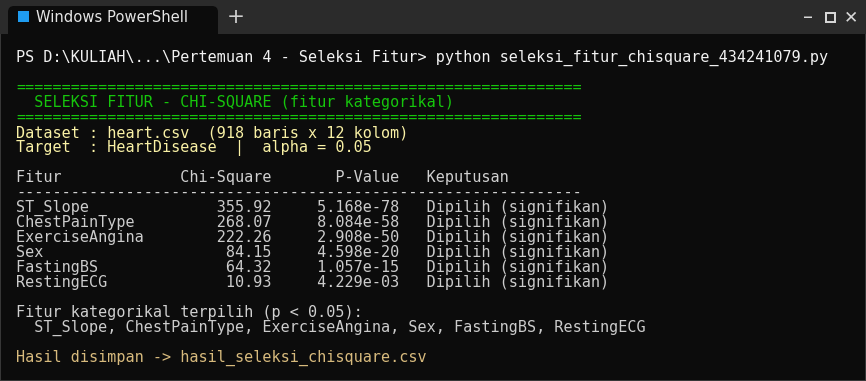 Windows PowerShell
PS D:\KULIAH\...\Pertemuan 4 - Seleksi Fitur> python seleksi_fitur_chisquare_434241079.py
==============================================================
SELEKSI FITUR - CHI-SQUARE (fitur kategorikal)
==============================================================
Dataset : heart.csv  (918 baris x 12 kolom)
Target  : HeartDisease  |  alpha = 0.05
Fitur             Chi-Square       P-Value   Keputusan
--------------------------------------------------------------
ST_Slope              355.92     5.168e-78   Dipilih (signifikan)
ChestPainType         268.07     8.084e-58   Dipilih (signifikan)
ExerciseAngina        222.26     2.908e-50   Dipilih (signifikan)
Sex                    84.15     4.598e-20   Dipilih (signifikan)
FastingBS              64.32     1.057e-15   Dipilih (signifikan)
RestingECG             10.93     4.229e-03   Dipilih (signifikan)
Fitur kategorikal terpilih (p < 0.05):
ST_Slope, ChestPainType, ExerciseAngina, Sex, FastingBS, RestingECG
Hasil disimpan -> hasil_seleksi_chisquare.csv